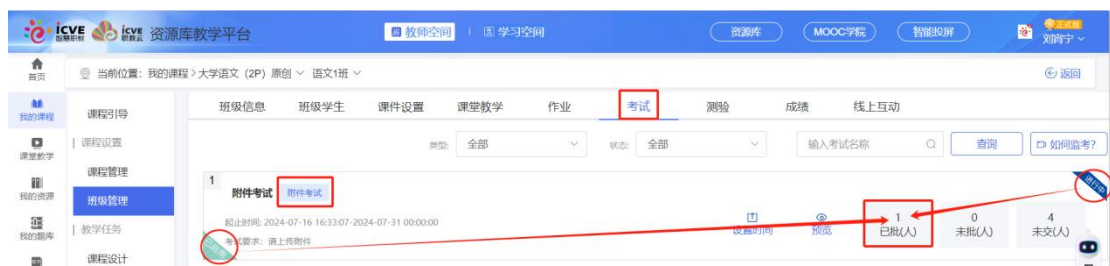 icve 智慧职教 icve 职教云 资源库教学平台 教师空间 学习空间 资源库 MOOC学院 智能投屏 正式版 刘尚宁
首页 当前位置：我的课程 > 大学语文（2P）原创 语文1班 返回
我的课程 课程引导 班级信息 班级学生 课件设置 课堂教学 作业 考试 测验 成绩 线上互动
课堂教学 课程设置 类型: 全部 状态: 全部 输入考试名称 查询 如何监考?
我的资源 课程管理 1 附件考试 附件考试 进行中
班级管理 起止时间: 2024-07-16 16:33:07-2024-07-31 00:00:00 设置时间 预览 1 0 4
我的题库 教学任务 考试要求：请上传附件 已批(人) 未批(人) 未交(人)
课程设计